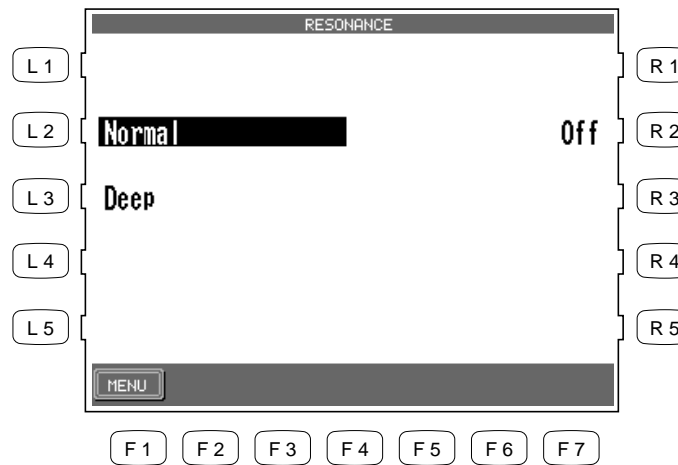 RESONANCE
L 1 R 1
L 2 Normal Off R 2
L 3 Deep R 3
L 4 R 4
L 5 R 5
MENU
F 1 F 2 F 3 F 4 F 5 F 6 F 7